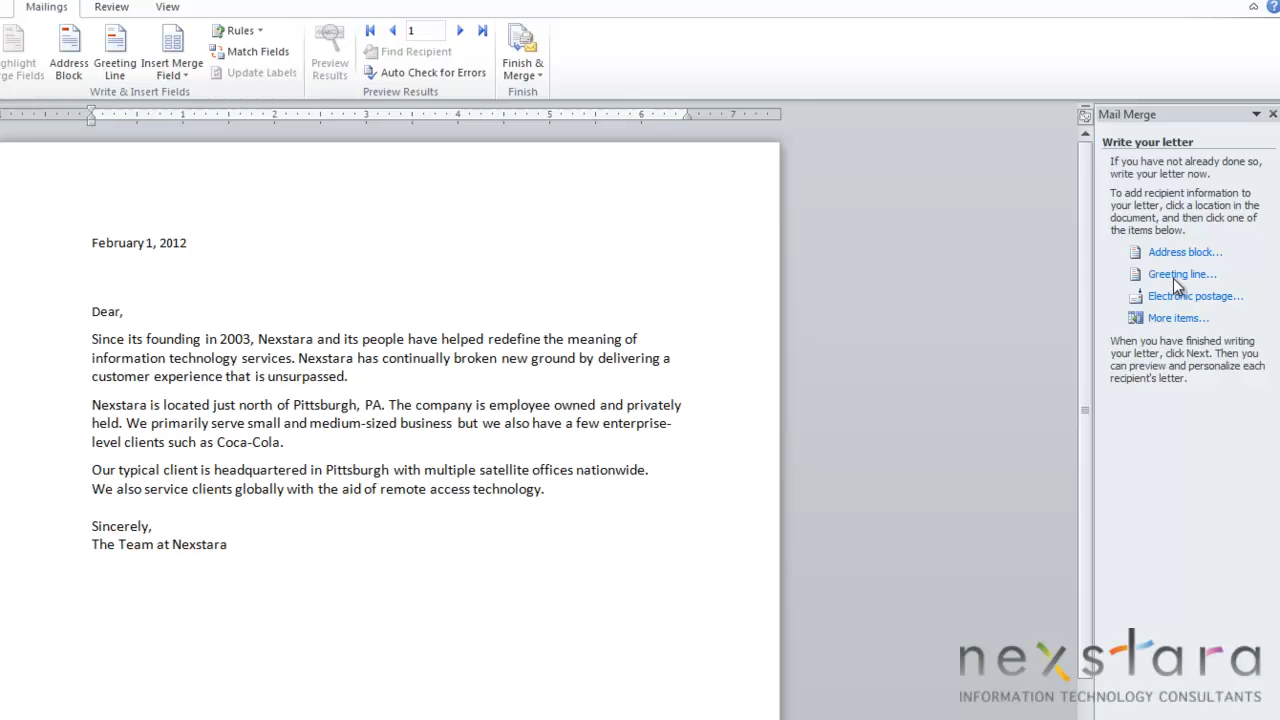 Mailings Review View
Highlight Merge Fields
Address Block
Greeting Line
Insert Merge Field
Rules
Match Fields
Update Labels
Write & Insert Fields
Preview Results
1
Find Recipient
Auto Check for Errors
Preview Results
Finish & Merge
Finish
1 2 3 4 5 6 7
February 1, 2012
Dear,
Since its founding in 2003, Nexstara and its people have helped redefine the meaning of
information technology services. Nexstara has continually broken new ground by delivering a
customer experience that is unsurpassed.
Nexstara is located just north of Pittsburgh, PA. The company is employee owned and privately
held. We primarily serve small and medium-sized business but we also have a few enterprise-
level clients such as Coca-Cola.
Our typical client is headquartered in Pittsburgh with multiple satellite offices nationwide.
We also service clients globally with the aid of remote access technology.
Sincerely,
The Team at Nexstara
Mail Merge
Write your letter
If you have not already done so,
write your letter now.
To add recipient information to
your letter, click a location in the
document, and then click one of
the items below.
Address block...
Greeting line...
Electronic postage...
More items...
When you have finished writing
your letter, click Next. Then you
can preview and personalize each
recipient's letter.
nexstara
INFORMATION TECHNOLOGY CONSULTANTS